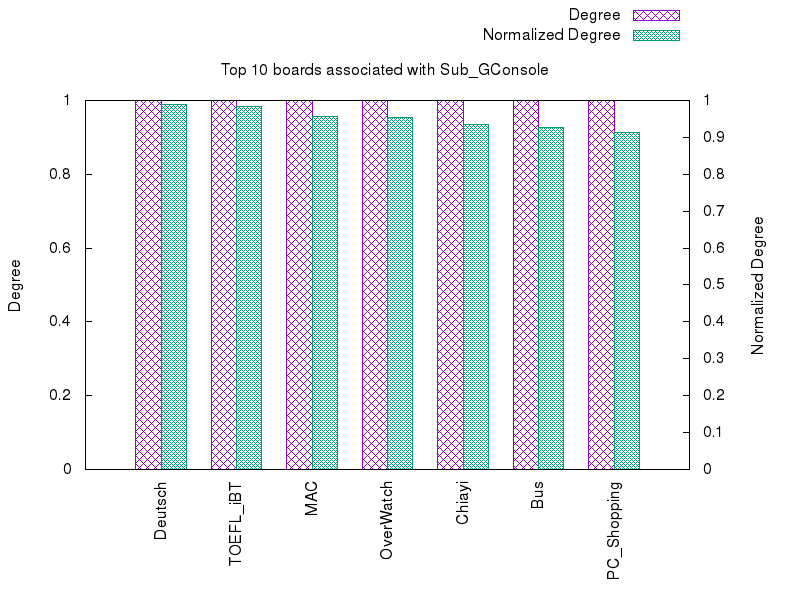 Degree
Normalized Degree
Top 10 boards associated with Sub_GConsole
1
0.8
0.6
0.4
0.2
0
Degree
1
0.9
0.8
0.7
0.6
0.5
0.4
0.3
0.2
0.1
0
Normalized Degree
Deutsch
TOEFL_iBT
MAC
OverWatch
Chiayi
Bus
PC_Shopping